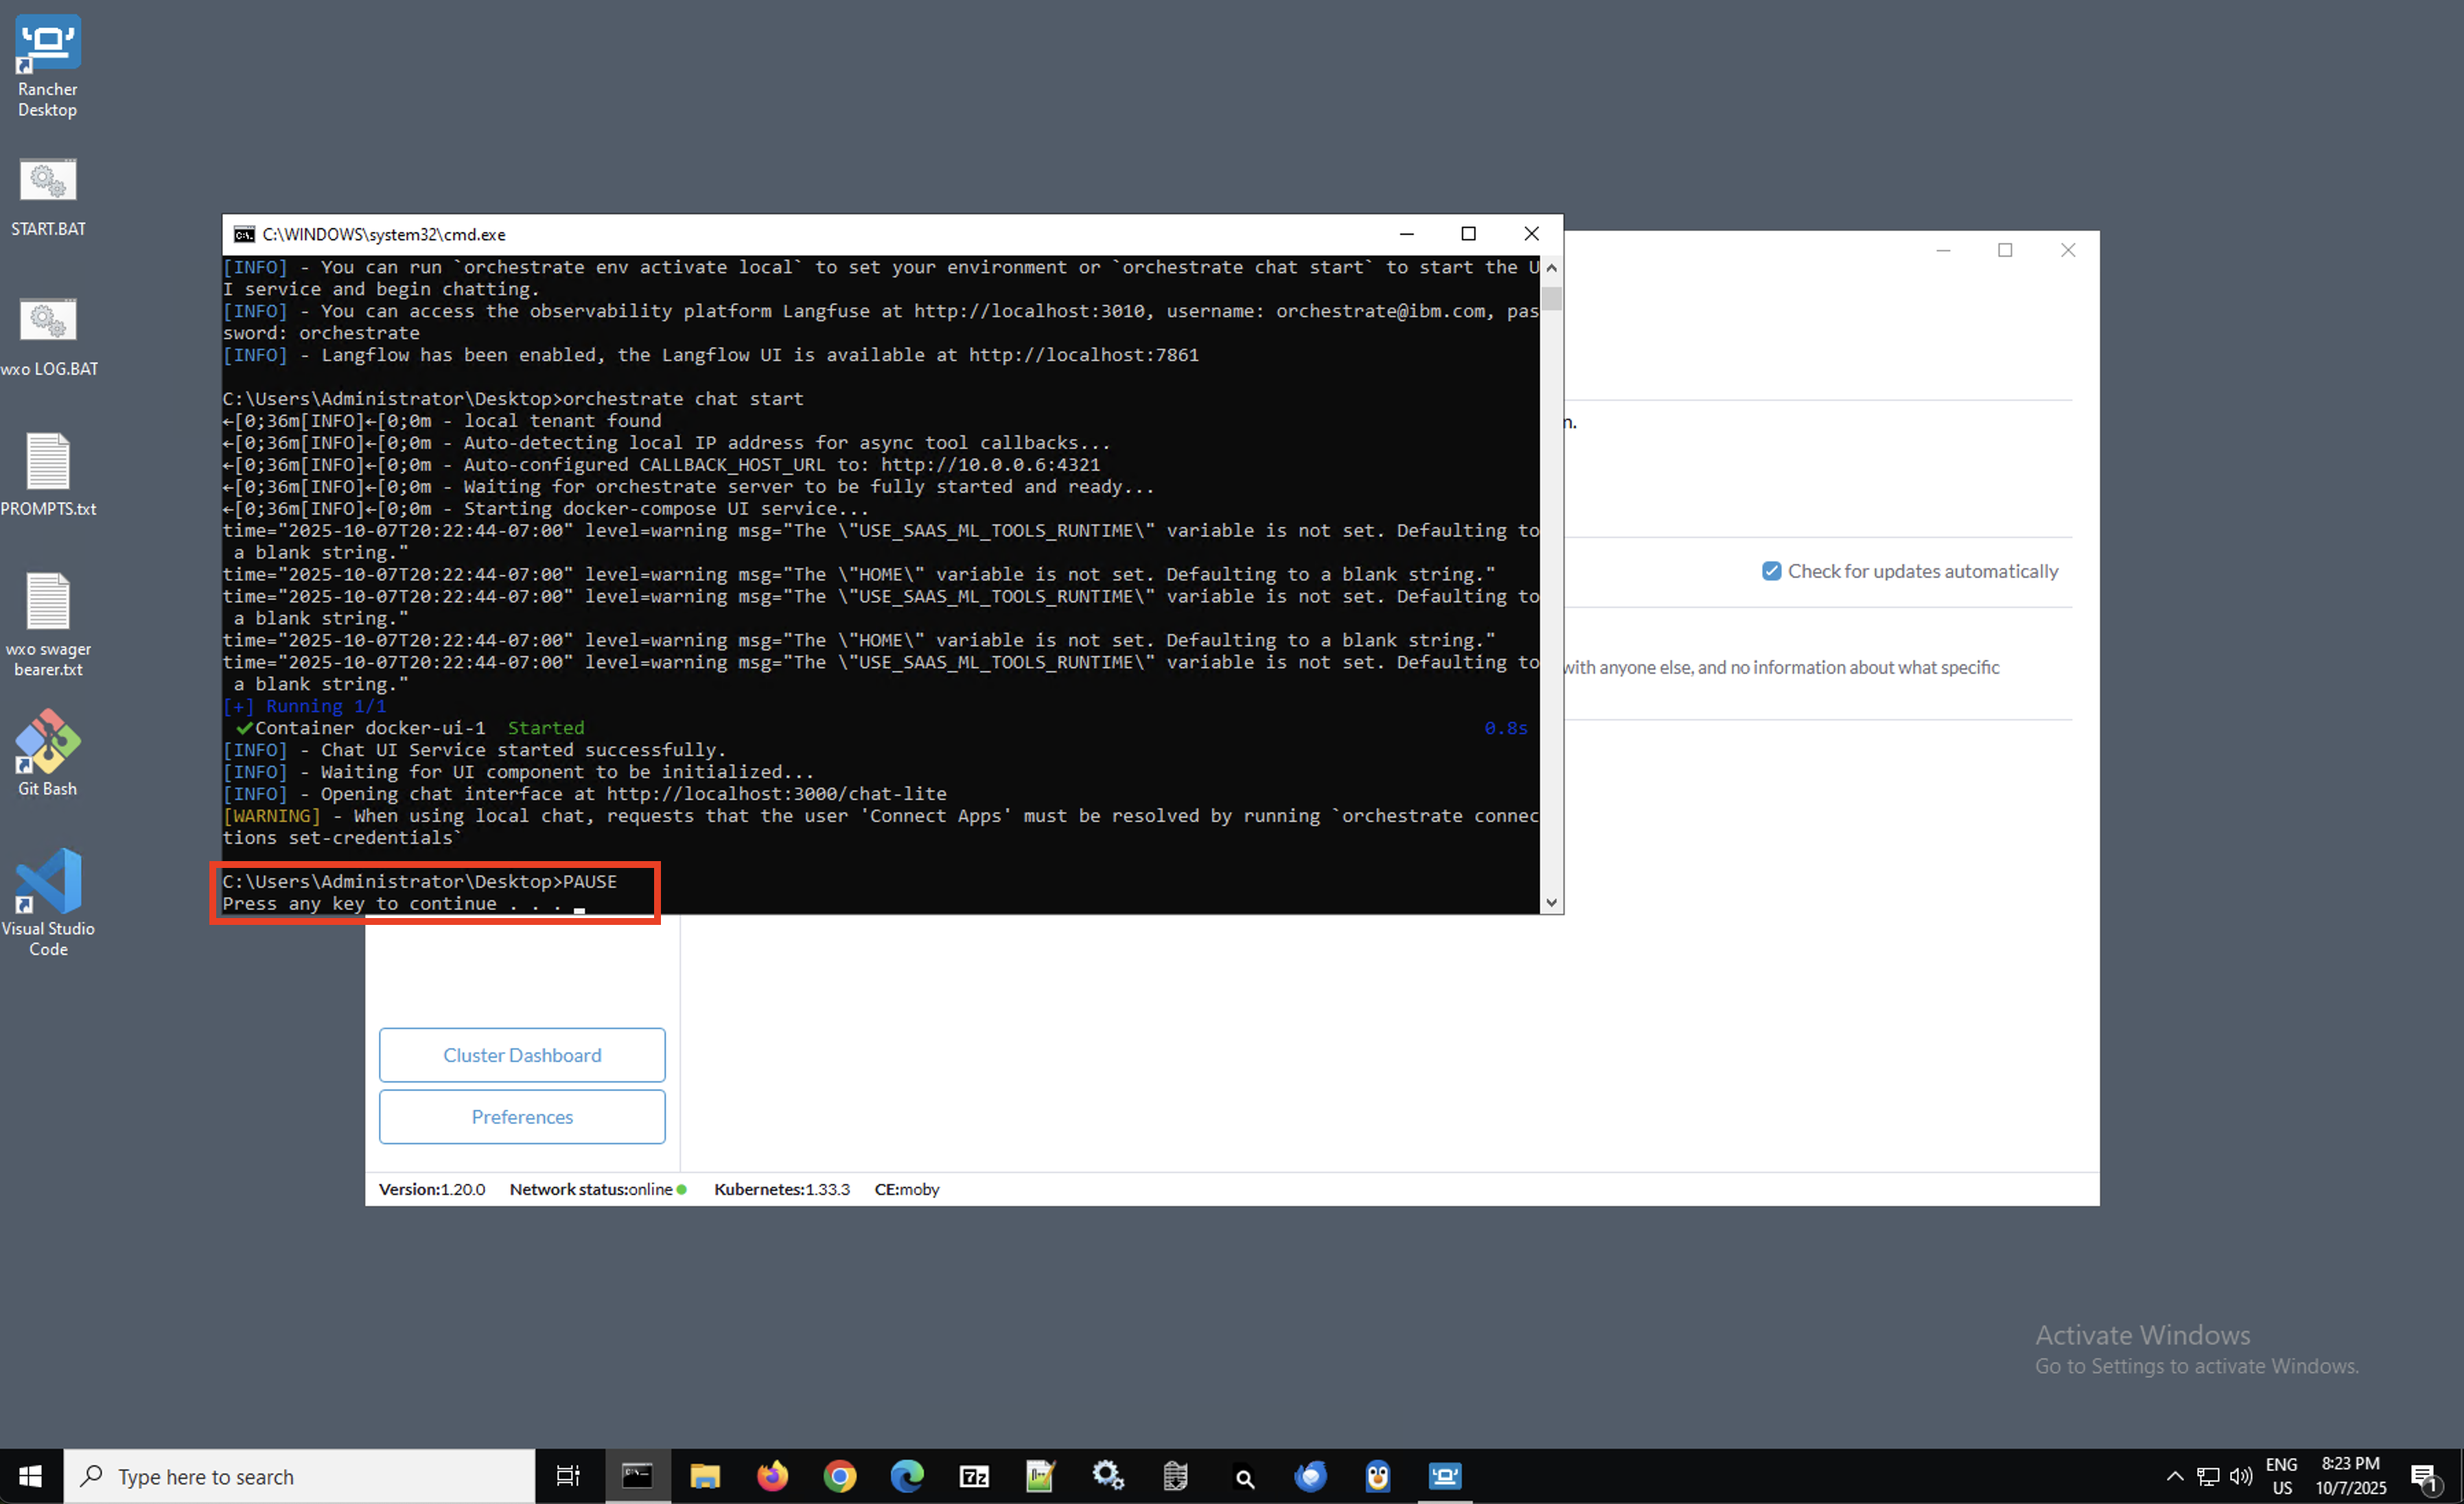 Rancher
Desktop
START.BAT
wxo LOG.BAT
PROMPTS.txt
wxo swager
bearer.txt
Git Bash
Visual Studio
Code
C:\WINDOWS\system32\cmd.exe
[INFO] - You can run `orchestrate env activate local` to set your environment or `orchestrate chat start` to start the U
I service and begin chatting.
[INFO] - You can access the observability platform Langfuse at http://localhost:3010, username: orchestrate@ibm.com, pas
sword: orchestrate
[INFO] - Langflow has been enabled, the Langflow UI is available at http://localhost:7861
C:\Users\Administrator\Desktop>orchestrate chat start
←[0;36m[INFO]←[0;0m - local tenant found
←[0;36m[INFO]←[0;0m - Auto-detecting local IP address for async tool callbacks...
←[0;36m[INFO]←[0;0m - Auto-configured CALLBACK_HOST_URL to: http://10.0.0.6:4321
←[0;36m[INFO]←[0;0m - Waiting for orchestrate server to be fully started and ready...
←[0;36m[INFO]←[0;0m - Starting docker-compose UI service...
time="2025-10-07T20:22:44-07:00" level=warning msg="The \"USE_SAAS_ML_TOOLS_RUNTIME\" variable is not set. Defaulting to
 a blank string."
time="2025-10-07T20:22:44-07:00" level=warning msg="The \"HOME\" variable is not set. Defaulting to a blank string."
time="2025-10-07T20:22:44-07:00" level=warning msg="The \"USE_SAAS_ML_TOOLS_RUNTIME\" variable is not set. Defaulting to
 a blank string."
time="2025-10-07T20:22:44-07:00" level=warning msg="The \"HOME\" variable is not set. Defaulting to a blank string."
time="2025-10-07T20:22:44-07:00" level=warning msg="The \"USE_SAAS_ML_TOOLS_RUNTIME\" variable is not set. Defaulting to
 a blank string."
[+] Running 1/1
✔Container docker-ui-1  Started 0.8s
[INFO] - Chat UI Service started successfully.
[INFO] - Waiting for UI component to be initialized...
[INFO] - Opening chat interface at http://localhost:3000/chat-lite
[WARNING] - When using local chat, requests that the user 'Connect Apps' must be resolved by running `orchestrate connec
tions set-credentials`
C:\Users\Administrator\Desktop>PAUSE
Press any key to continue . . .
n.
Check for updates automatically
with anyone else, and no information about what specific
Cluster Dashboard
Preferences
Version:1.20.0 Network status:online Kubernetes:1.33.3 CE:moby
Activate Windows
Go to Settings to activate Windows.
Type here to search
7z
ENG
US
8:23 PM
10/7/2025
1